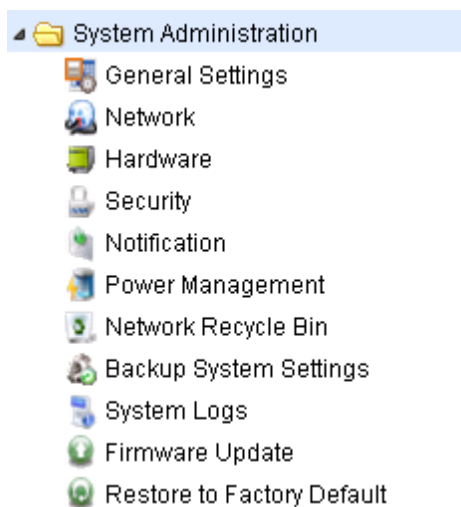 System Administration
General Settings
Network
Hardware
Security
Notification
Power Management
Network Recycle Bin
Backup System Settings
System Logs
Firmware Update
Restore to Factory Default